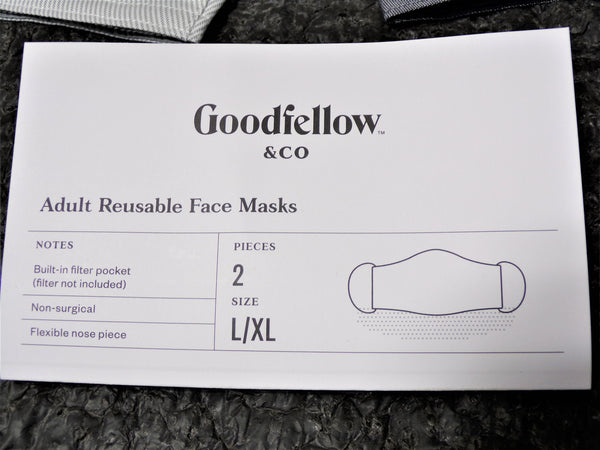 Goodfellow™
&CO
Adult Reusable Face Masks
NOTES
Built-in filter pocket
(filter not included)
Non-surgical
Flexible nose piece
PIECES
2
SIZE
L/XL